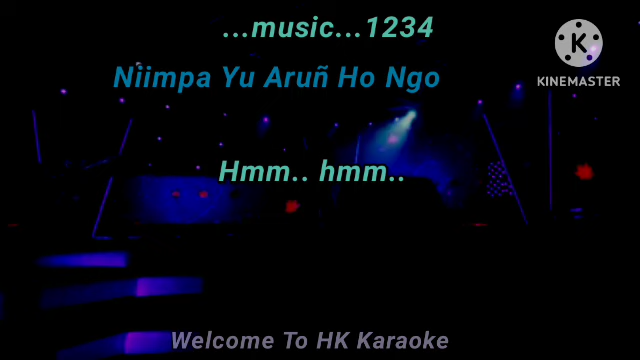 ...music...1234
Niimpa Yu Aruñ Ho Ngo
KINEMASTER
Hmm.. hmm..
Welcome To HK Karaoke